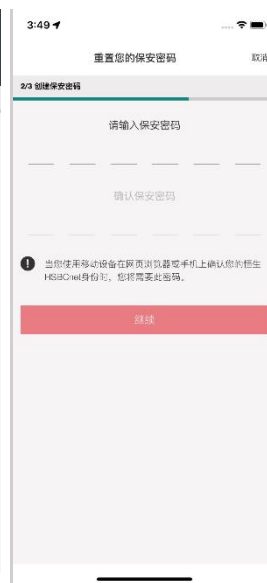 3:49
重置您的保安密码
取消
2/3 创建保安密码
请输入保安密码
确认保安密码
当您使用移动设备在网页浏览器或手机上确认您的恒生
HSBCnet身份时，您将需要此密码。
继续